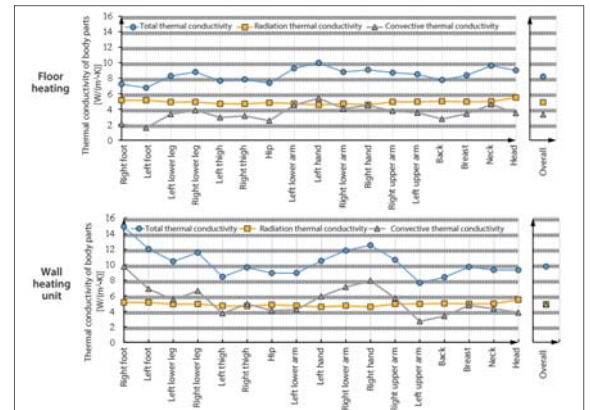 Floor heating
Thermal conductivity of body parts
[W/(m²·K)]
16
14
12
10
8
6
4
2
0
Total thermal conductivity
Radiation thermal conductivity
Convective thermal conductivity
Right foot
Left foot
Left lower leg
Right lower leg
Left thigh
Right thigh
Hip
Left lower arm
Left hand
Right lower arm
Right hand
Right upper arm
Left upper arm
Back
Breast
Neck
Head
Overall
Wall heating unit
Thermal conductivity of body parts
[W/(m²·K)]
16
14
12
10
8
6
4
2
0
Total thermal conductivity
Radiation thermal conductivity
Convective thermal conductivity
Right foot
Left foot
Left lower leg
Right lower leg
Left thigh
Right thigh
Hip
Left lower arm
Left hand
Right lower arm
Right hand
Right upper arm
Left upper arm
Back
Breast
Neck
Head
Overall